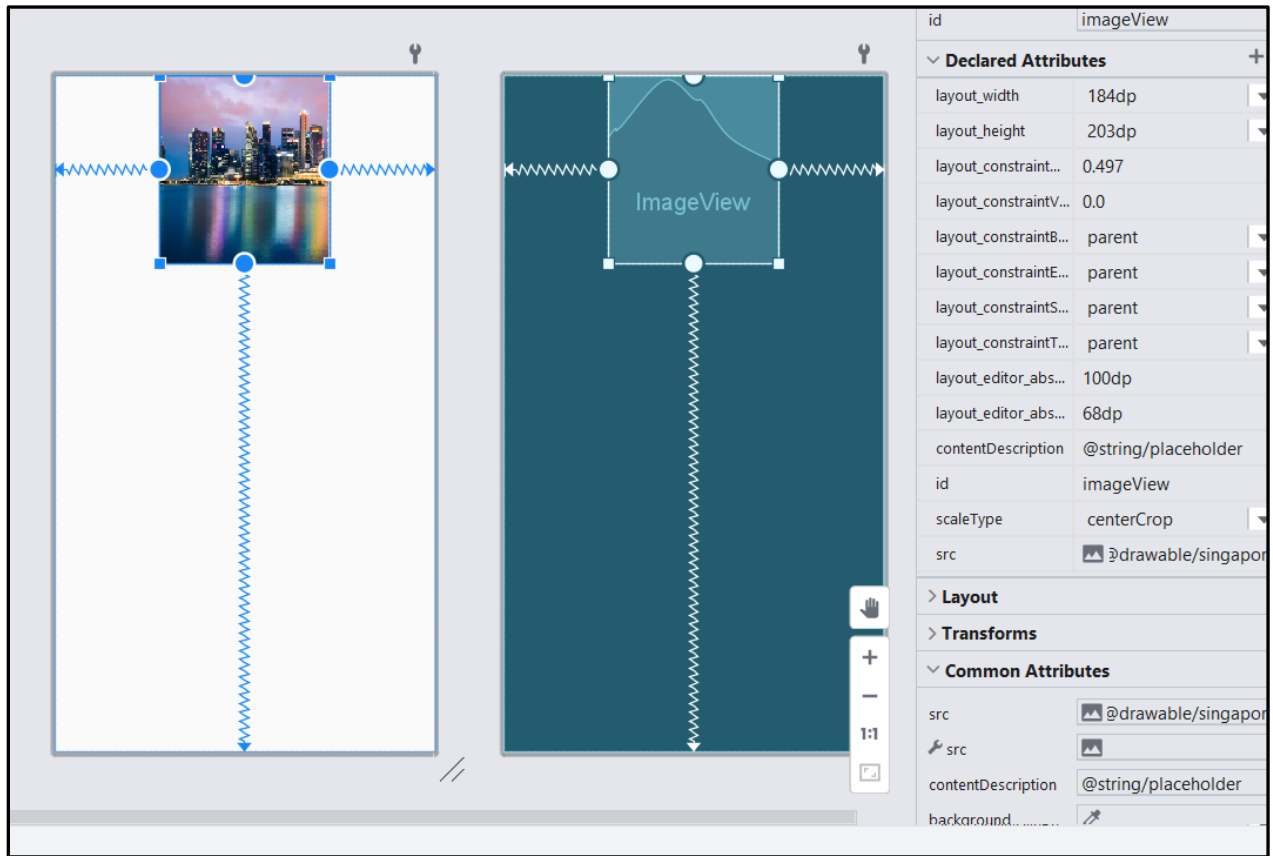 id imageView
Declared Attributes
layout_width 184dp
layout_height 203dp
layout_constraint... 0.497
layout_constraintV... 0.0
layout_constraintB... parent
layout_constraintE... parent
layout_constraintS... parent
layout_constraintT... parent
layout_editor_abs... 100dp
layout_editor_abs... 68dp
contentDescription @string/placeholder
id imageView
scaleType centerCrop
src @drawable/singapor
Layout
Transforms
Common Attributes
src @drawable/singapor
src
contentDescription @string/placeholder
background
ImageView
1:1